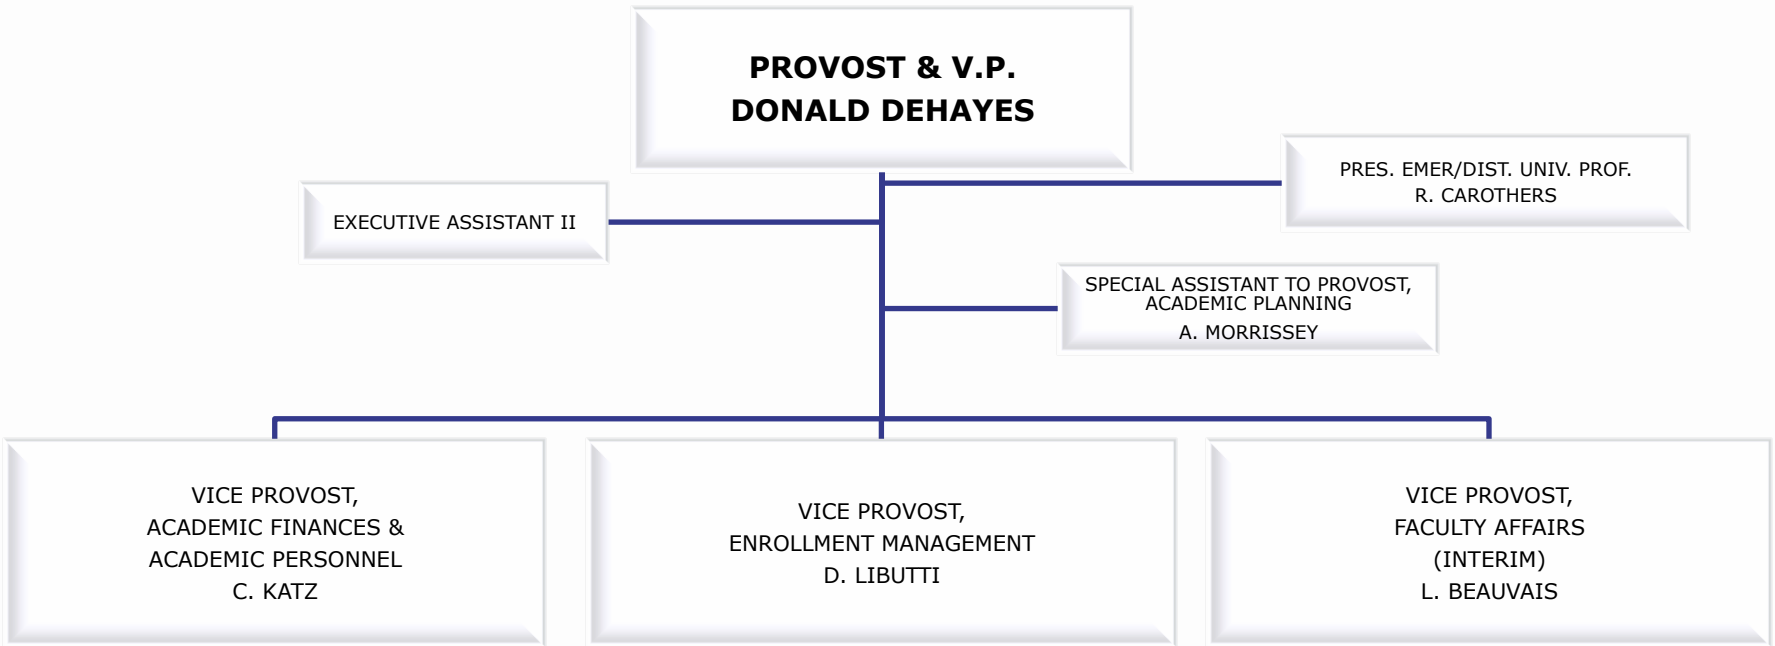 PROVOST & V.P.
DONALD DEHAYES
PRES. EMER/DIST. UNIV. PROF.
R. CAROTHERS
EXECUTIVE ASSISTANT II
SPECIAL ASSISTANT TO PROVOST,
ACADEMIC PLANNING
A. MORRISSEY
VICE PROVOST,
ACADEMIC FINANCES &
ACADEMIC PERSONNEL
C. KATZ
VICE PROVOST,
ENROLLMENT MANAGEMENT
D. LIBUTTI
VICE PROVOST,
FACULTY AFFAIRS
(INTERIM)
L. BEAUVAIS